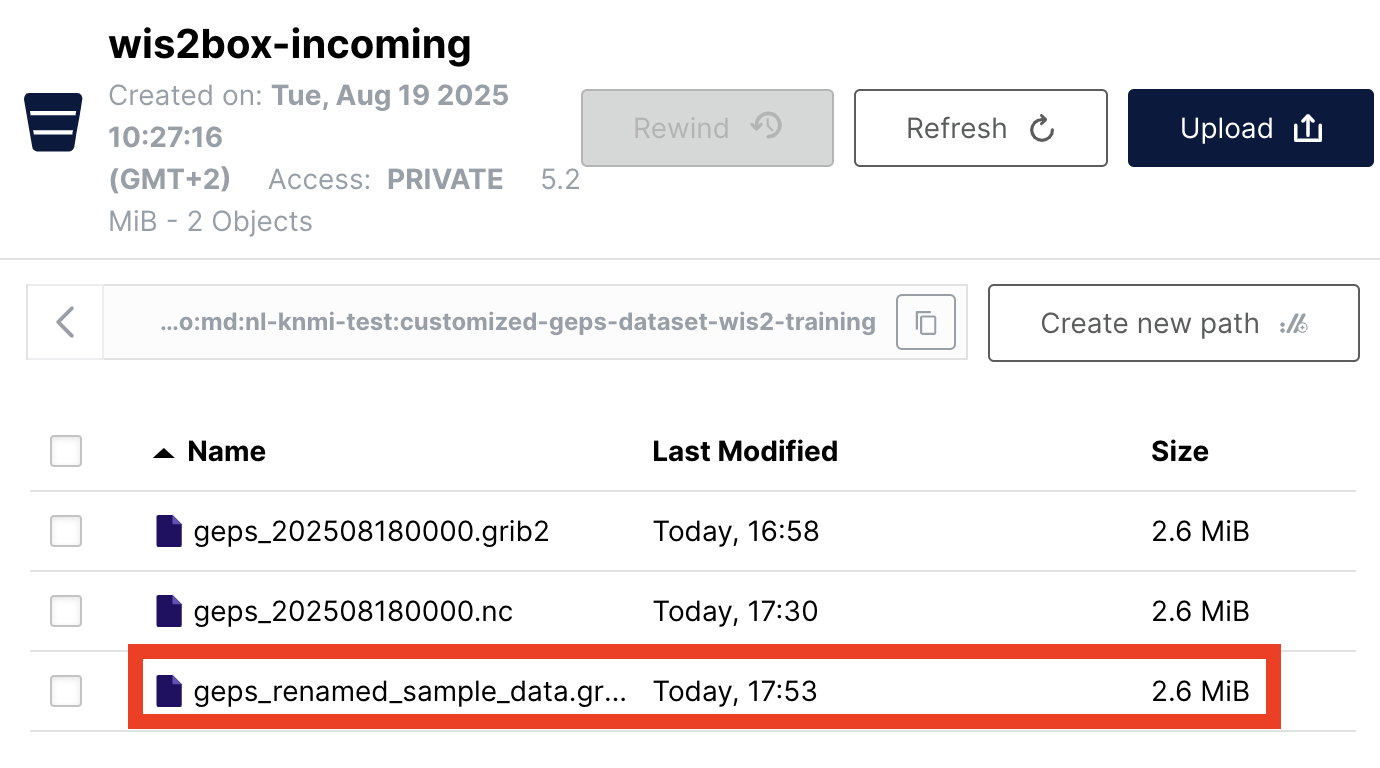 wis2box-incoming
Created on: Tue, Aug 19 2025
10:27:16
(GMT+2) Access: PRIVATE 5.2
MiB - 2 Objects
Rewind
Refresh
Upload
...o:md:nl-knmi-test:customized-geps-dataset-wis2-training
Create new path
Name Last Modified Size
geps_202508180000.grib2 Today, 16:58 2.6 MiB
geps_202508180000.nc Today, 17:30 2.6 MiB
geps_renamed_sample_data.gr... Today, 17:53 2.6 MiB